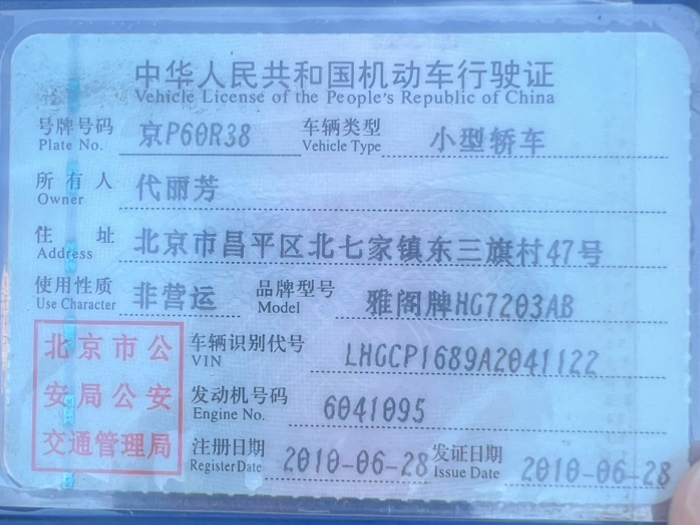 中华人民共和国机动车行驶证
Vehicle License of the People's Republic of China
号牌号码 京P60R38 车辆类型 小型轿车
Plate No. Vehicle Type
所有人 代丽芳
Owner
住址 北京市昌平区北七家镇东三旗村47号
Address
使用性质 非营运 品牌型号 雅阁牌HG7203AB
Use Character Model
北京市公
安局公安
交通管理局
车辆识别代号 LHGCP1689A2041122
VIN
发动机号码 6041095
Engine No.
注册日期 2010-06-28 发证日期 2010-06-28
Register Date Issue Date